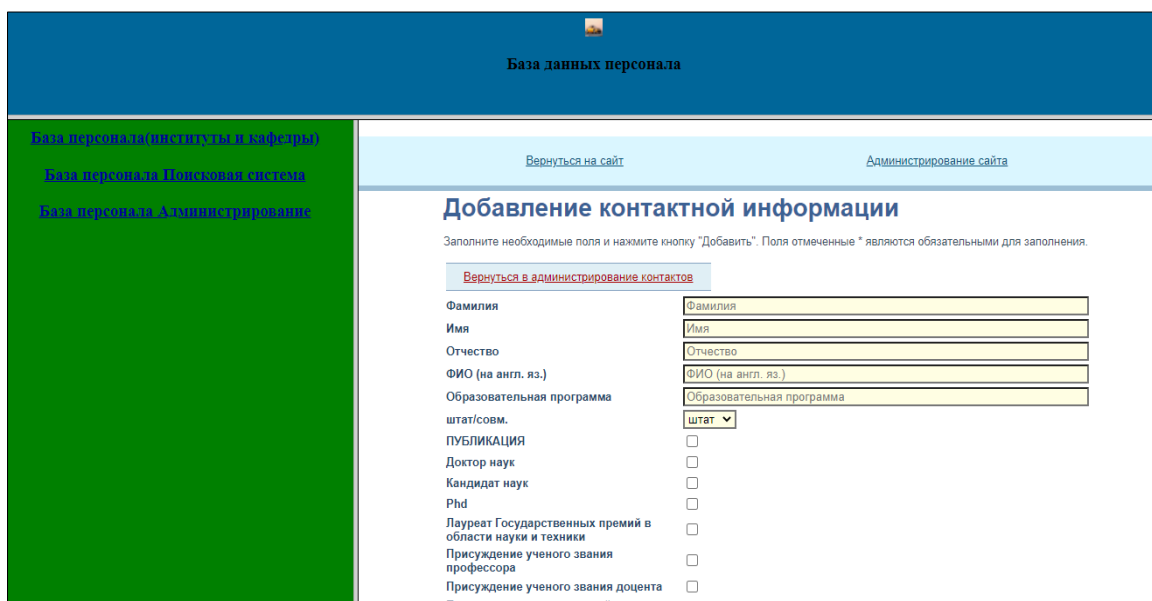 База данных персонала
База персонала(институты и кафедры)
База персонала Поисковая система
База персонала Администрирование
Вернуться на сайт
Администрирование сайта
Добавление контактной информации
Заполните необходимые поля и нажмите кнопку "Добавить". Поля отмеченные * являются обязательными для заполнения.
Вернуться в администрирование контактов
Фамилия
Фамилия
Имя
Имя
Отчество
Отчество
ФИО (на англ. яз.)
ФИО (на англ. яз.)
Образовательная программа
Образовательная программа
штат/совм.
штат
ПУБЛИКАЦИЯ
Доктор наук
Кандидат наук
Phd
Лауреат Государственных премий в
области науки и техники
Присуждение ученого звания
профессора
Присуждение ученого звания доцента